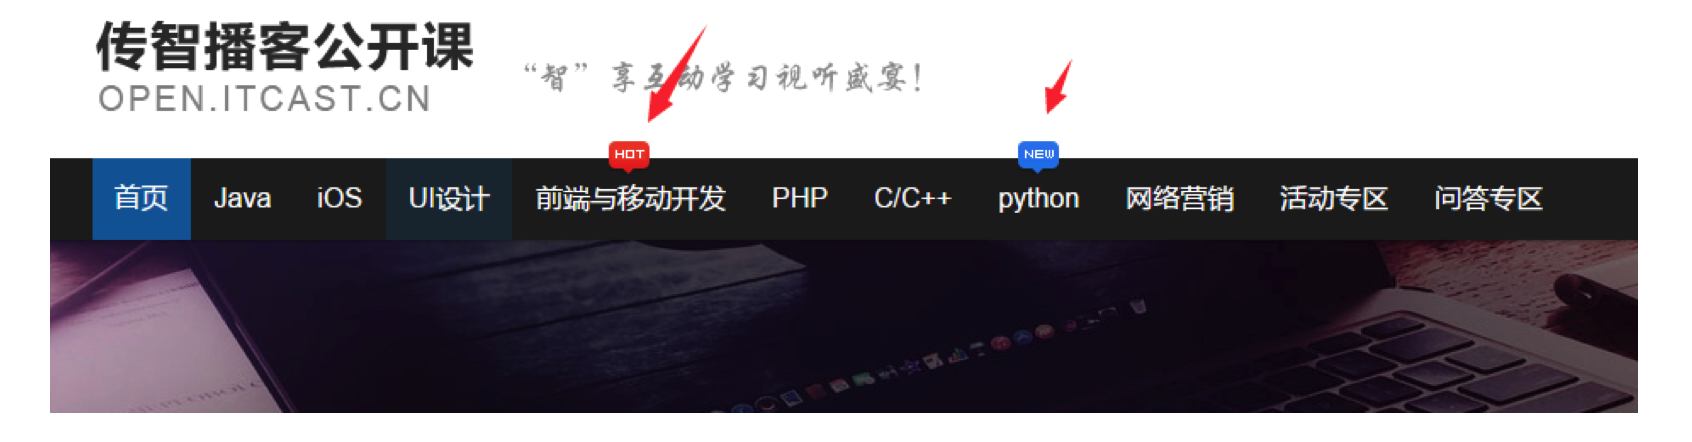 传智播客公开课
OPEN.ITCAST.CN
“智”享互动学习视听盛宴！
HOT
NEW
首页 Java iOS UI设计 前端与移动开发 PHP C/C++ python 网络营销 活动专区 问答专区